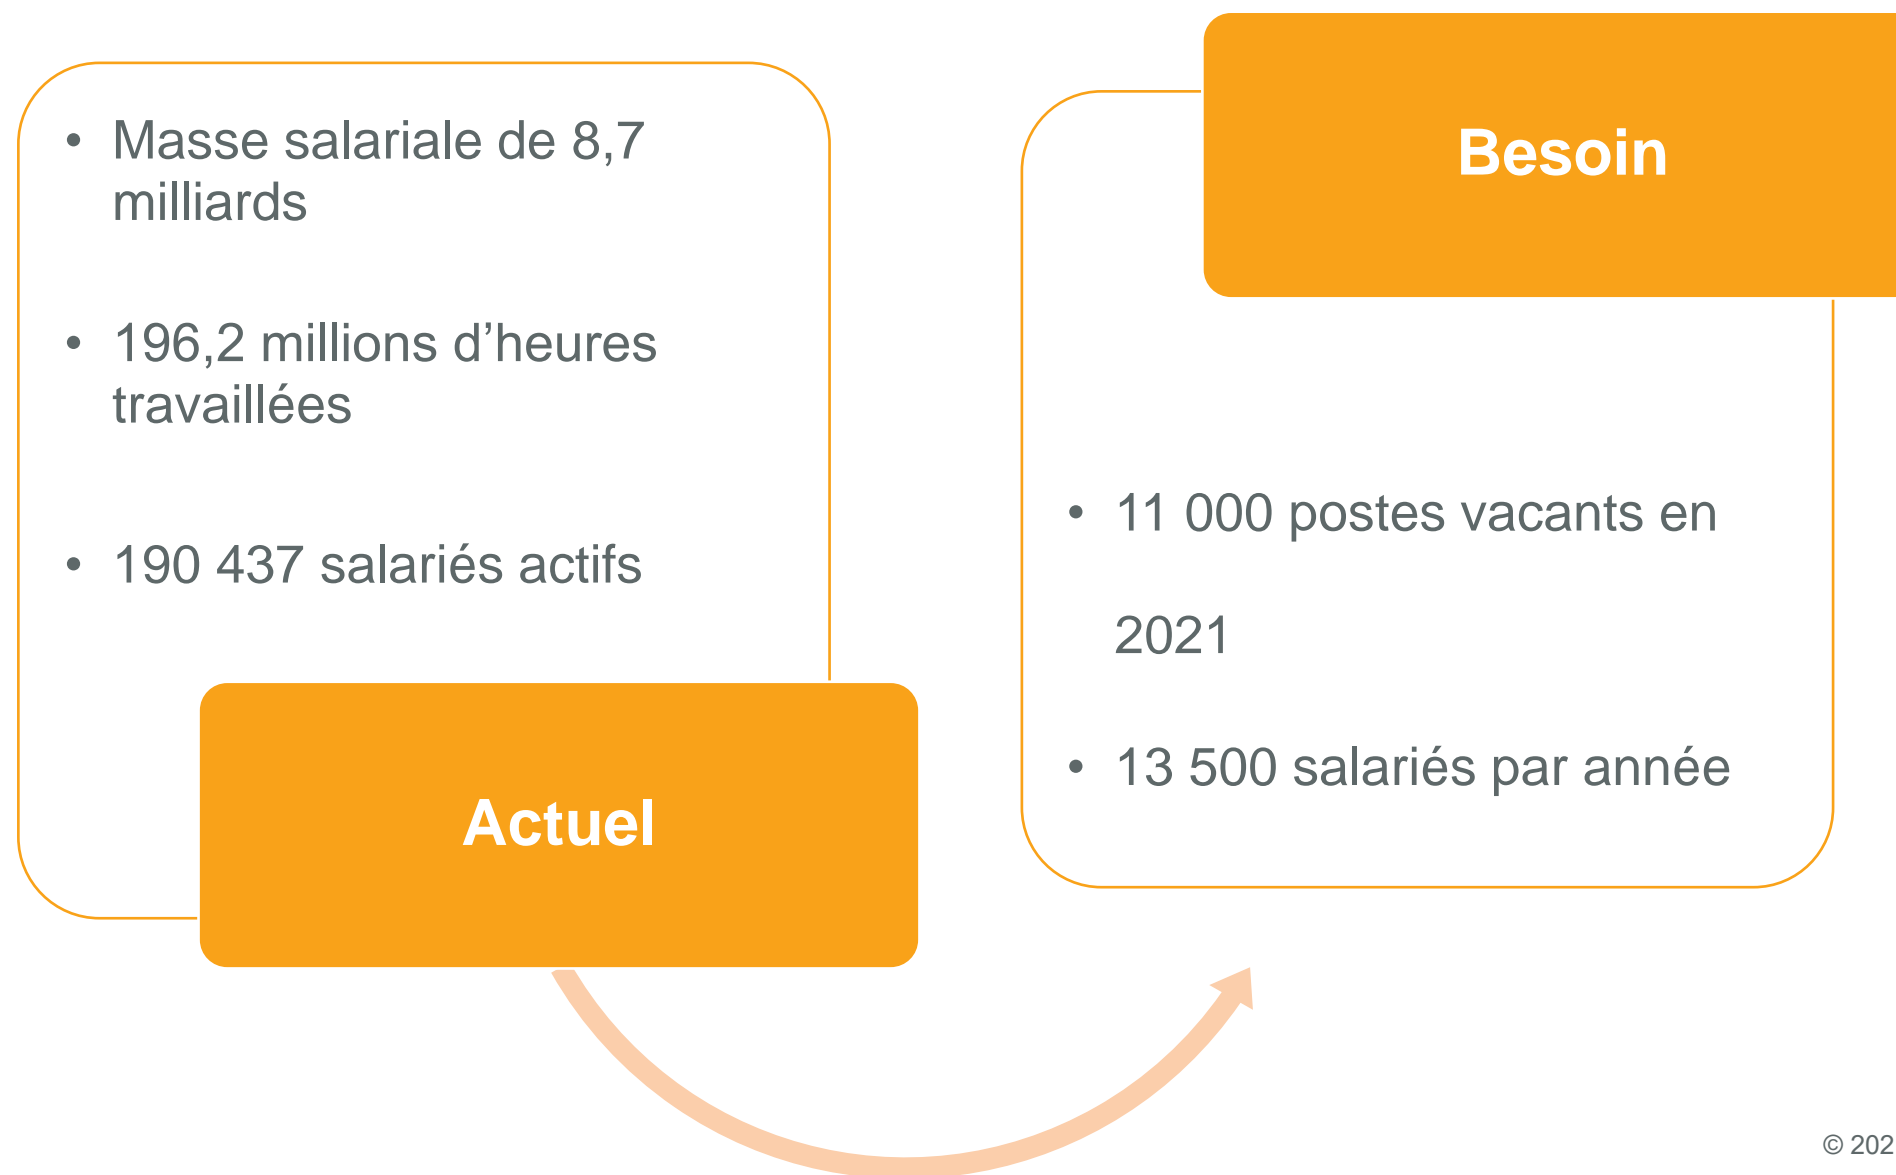 • Masse salariale de 8,7
milliards
• 196,2 millions d’heures
travaillées
• 190 437 salariés actifs
Actuel
Besoin
• 11 000 postes vacants en
2021
• 13 500 salariés par année
© 202